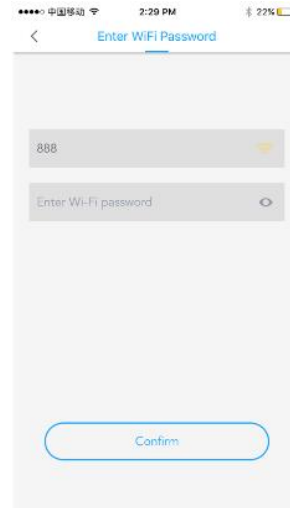 中国移动 2:29 PM 22%
Enter WiFi Password
888
Enter Wi-Fi password
Confirm